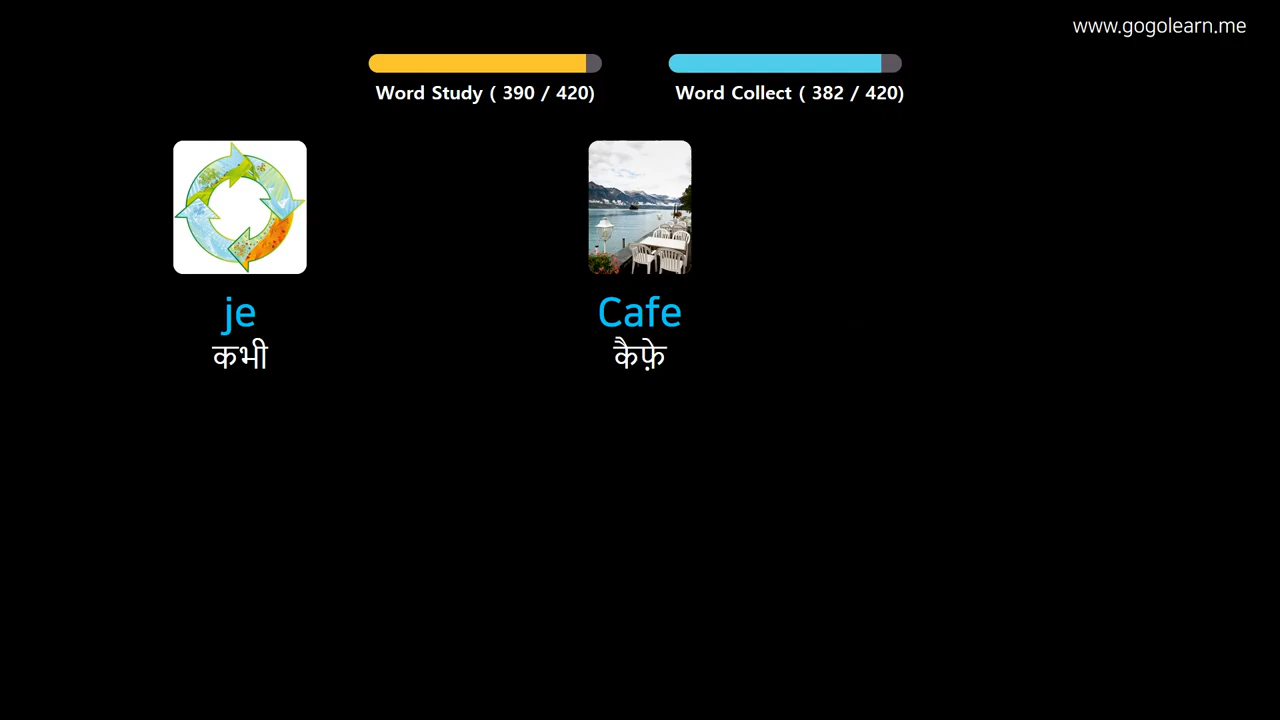 www.gogolearn.me
Word Study ( 390 / 420)
Word Collect ( 382 / 420)
je
कभी
Cafe
कैफ़े